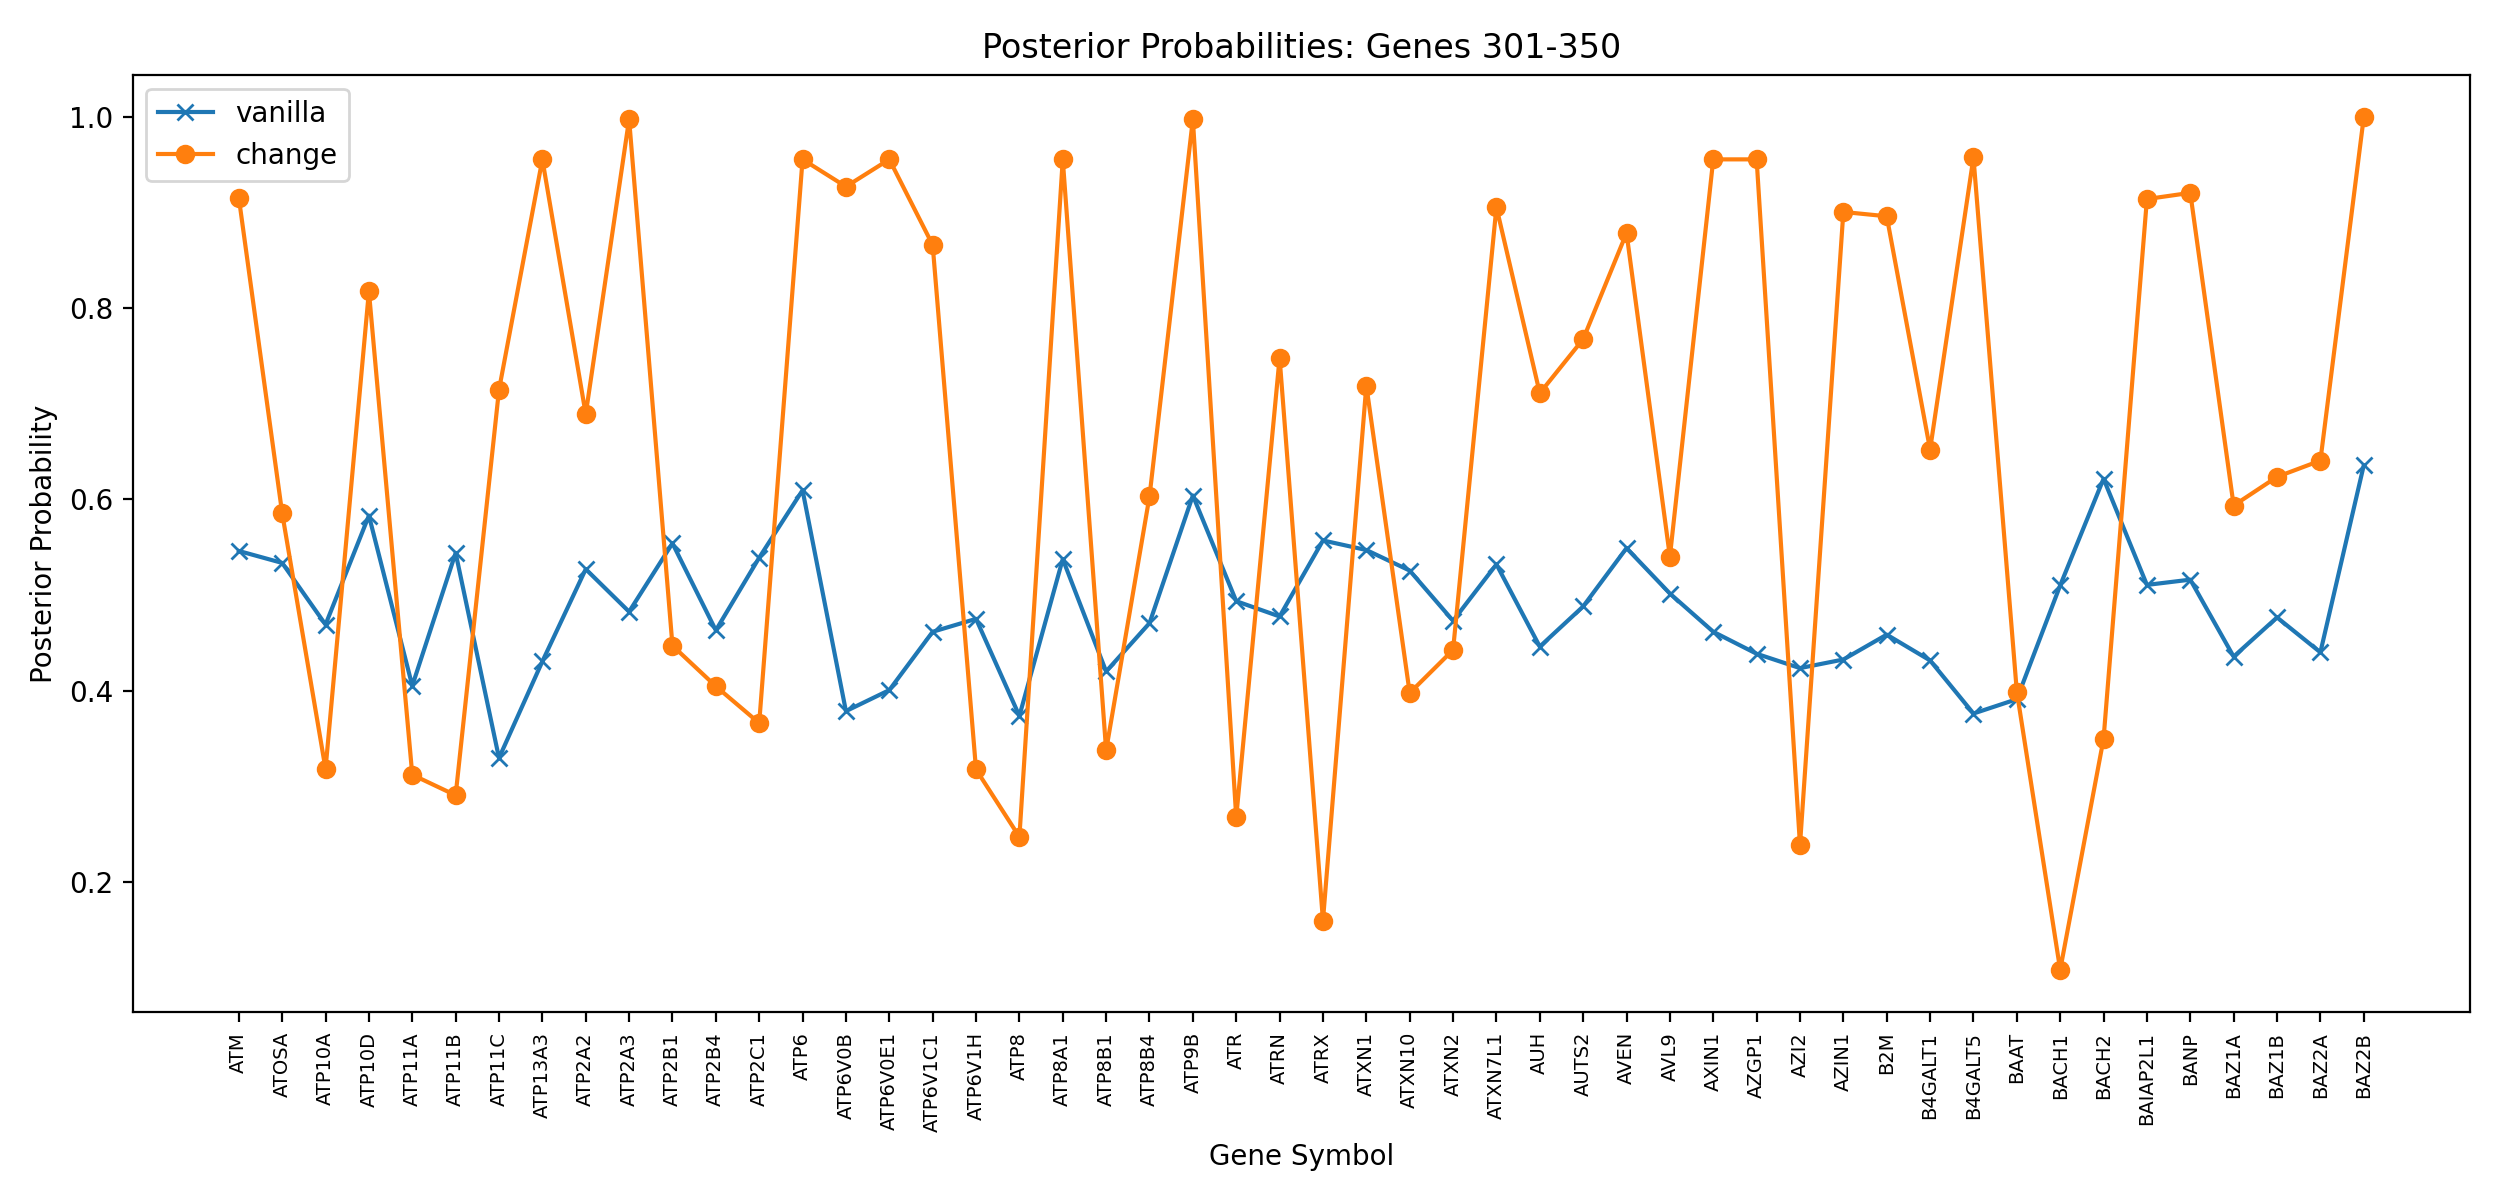 Posterior Probabilities: Genes 301-350
vanilla
change
Posterior Probability
1.0
0.8
0.6
0.4
0.2
ATM
ATOSA
ATP10A
ATP10D
ATP11A
ATP11B
ATP11C
ATP13A3
ATP2A2
ATP2A3
ATP2B1
ATP2B4
ATP2C1
ATP6
ATP6V0B
ATP6V0E1
ATP6V1C1
ATP6V1H
ATP8
ATP8A1
ATP8B1
ATP8B4
ATP9B
ATR
ATRN
ATRX
ATXN1
ATXN10
ATXN2
ATXN7L1
AUH
AUTS2
AVEN
AVL9
AXIN1
AZGP1
AZI2
AZIN1
B2M
B4GALT1
B4GALT5
BAAT
BACH1
BACH2
BAIAP2L1
BANP
BAZ1A
BAZ1B
BAZ2A
BAZ2B
Gene Symbol